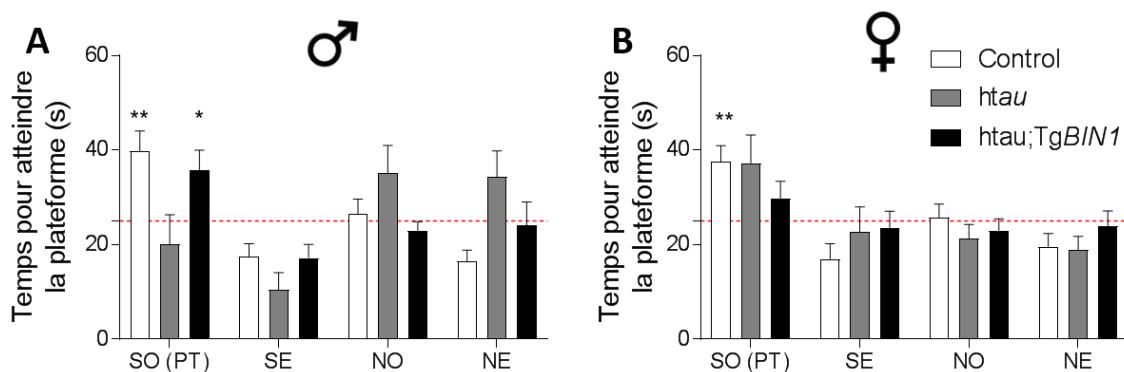 A
♂
Temps pour atteindre
la plateforme (s)
60
40
20
0
**
*
SO (PT)
SE
NO
NE
B
♀
Temps pour atteindre
la plateforme (s)
60
40
20
0
**
SO (PT)
SE
NO
NE
Control
htau
htau;TgBIN1